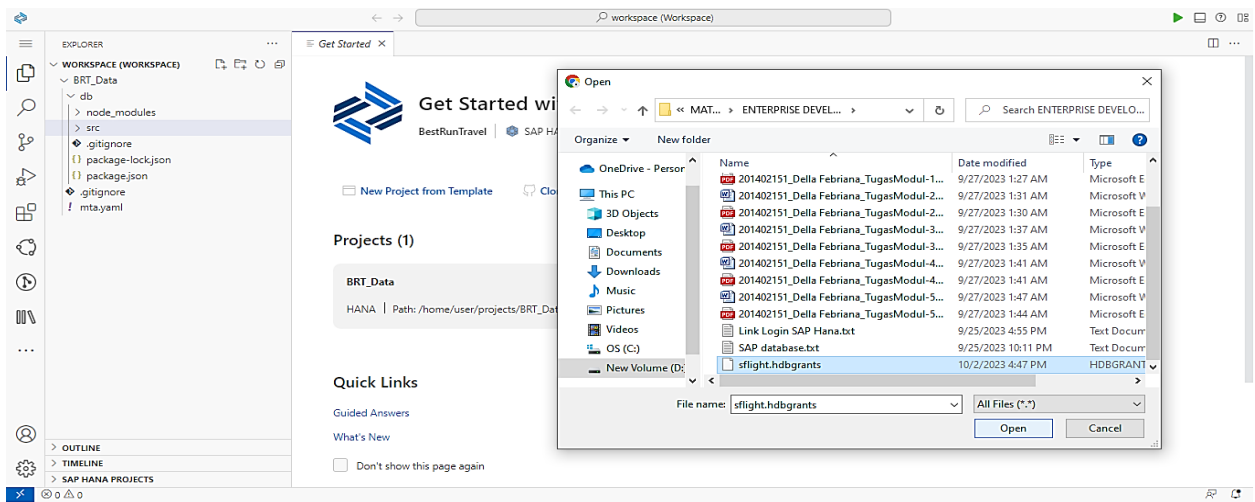 workspace (Workspace)
EXPLORER
WORKSPACE (WORKSPACE)
BRT_Data
db
node_modules
src
.gitignore
package-lock.json
package.json
.gitignore
mta.yaml
OUTLINE
TIMELINE
SAP HANA PROJECTS
0 0
Get Started
Get Started wi
BestRunTravel SAP HA
New Project from Template Clo
Projects (1)
BRT_Data
HANA Path: /home/user/projects/BRT_Dat
Quick Links
Guided Answers
What's New
Don't show this page again
Open
« MAT... ENTERPRISE DEVEL... Search ENTERPRISE DEVELO...
Organize New folder
OneDrive - Person
This PC
3D Objects
Desktop
Documents
Downloads
Music
Pictures
Videos
OS (C:)
New Volume (D:
Name Date modified Type
201402151_Della Febriana_TugasModul-1... 9/27/2023 1:27 AM Microsoft E
201402151_Della Febriana_TugasModul-2... 9/27/2023 1:31 AM Microsoft W
201402151_Della Febriana_TugasModul-2... 9/27/2023 1:30 AM Microsoft E
201402151_Della Febriana_TugasModul-3... 9/27/2023 1:37 AM Microsoft W
201402151_Della Febriana_TugasModul-3... 9/27/2023 1:35 AM Microsoft E
201402151_Della Febriana_TugasModul-4... 9/27/2023 1:41 AM Microsoft W
201402151_Della Febriana_TugasModul-4... 9/27/2023 1:41 AM Microsoft E
201402151_Della Febriana_TugasModul-5... 9/27/2023 1:47 AM Microsoft W
201402151_Della Febriana_TugasModul-5... 9/27/2023 1:44 AM Microsoft E
Link Login SAP Hana.txt 9/25/2023 4:55 PM Text Docum
SAP database.txt 9/25/2023 10:11 PM Text Docum
sflight.hdbgrants 10/2/2023 4:47 PM HDBGRANT
File name: sflight.hdbgrants All Files (*.*)
Open Cancel